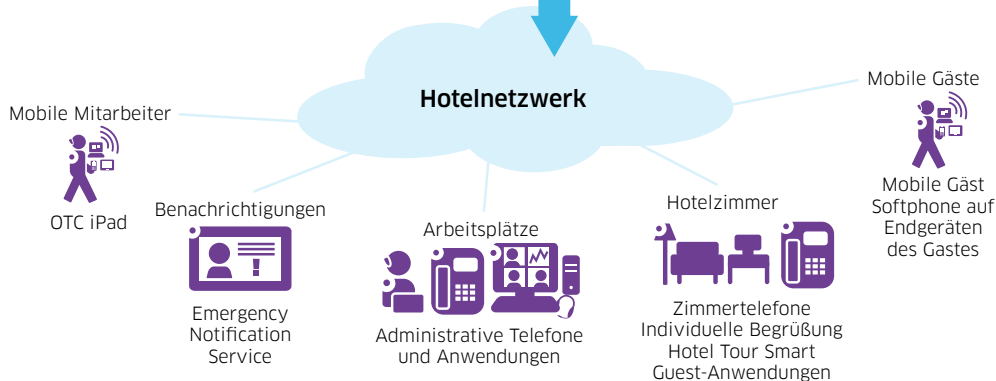 Hotelnetzwerk
Mobile Mitarbeiter
OTC iPad
Benachrichtigungen
Emergency
Notification
Service
Arbeitsplätze
Administrative Telefone
und Anwendungen
Hotelzimmer
Zimmertelefone
Individuelle Begrüßung
Hotel Tour Smart
Guest-Anwendungen
Mobile Gäste
Mobile Gäst
Softphone auf
Endgeräten
des Gastes